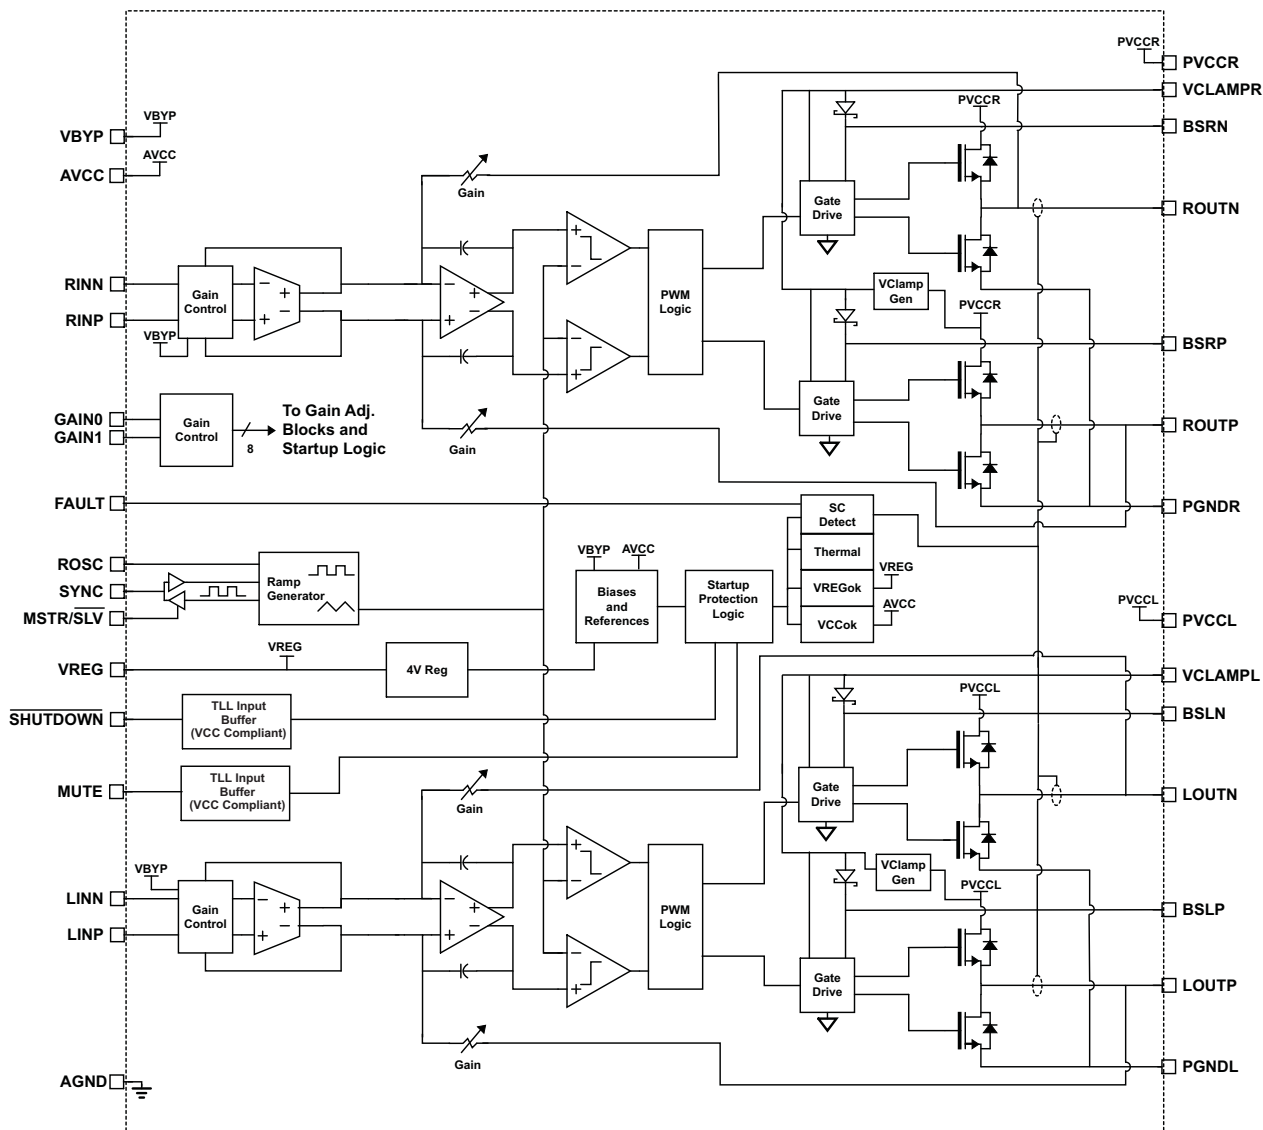 PVCCR
PVCCR
VCLAMPR
VBYP
VBYP
PVCCR
BSRN
AVCC
AVCC
Gain
Gate
Drive
ROUTN
RINN
Gain
Control
PWM
Logic
VClamp
Gen
PVCCR
RINP
VBYP
BSRP
GAIN0
GAIN1
Gain
Control
8
To Gain Adj.
Blocks and
Startup Logic
Gain
Gate
Drive
ROUTP
FAULT
SC
Detect
PGNDR
ROSC
SYNC
MSTR/SLV
Ramp
Generator
VBYP
AVCC
Biases
and
References
Startup
Protection
Logic
Thermal
VREGok
VREG
VCCok
AVCC
PVCCL
PVCCL
VREG
VREG
4V Reg
VCLAMPL
SHUTDOWN
TLL Input
Buffer
(VCC Compliant)
PVCCL
BSLN
MUTE
TLL Input
Buffer
(VCC Compliant)
Gain
Gate
Drive
LOUTN
VBYP
LINN
LINP
Gain
Control
PWM
Logic
VClamp
Gen
PVCCL
BSLP
Gate
Drive
LOUTP
Gain
AGND
PGNDL